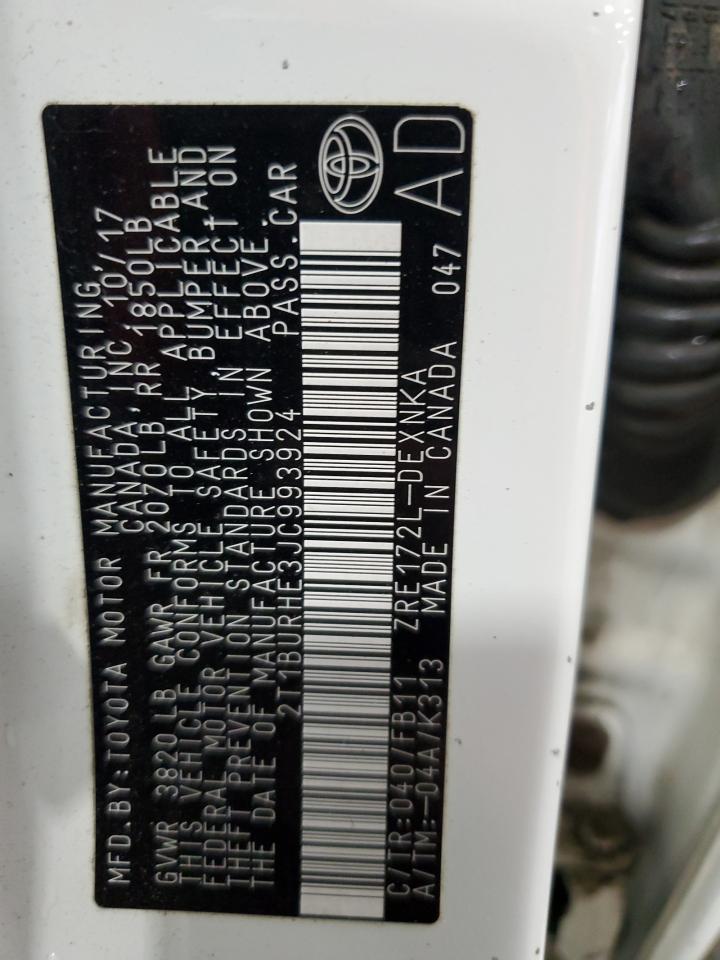 MFD BY:TOYOTA MOTOR MANUFACTURING,
CANADA,INC. 10/17
GVWR 3820LB GAWR FR 2070LB RR 1850LB
THIS VEHICLE CONFORMS TO ALL APPLICABLE
FEDERAL MOTOR VEHICLE SAFETY, BUMPER,AND
THEFT PREVENTION STANDARDS IN EFFECT ON
THE DATE OF MANUFACTURE SHOWN ABOVE.
2T1BURHE3JC993924 PASS.CAR
C/TR:040/FB11 ZRE172L-DEXNKA
A/TM:-04A/K313 MADE IN CANADA 047 AD